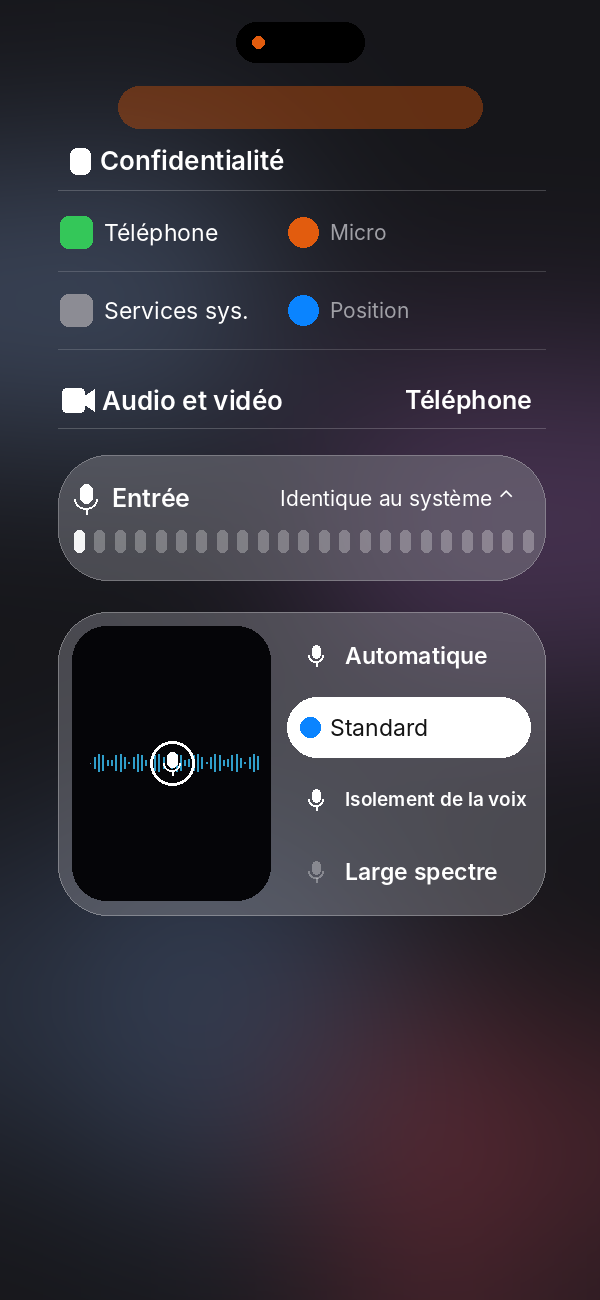 Confidentialité
Téléphone Micro
Services sys. Position
Audio et vidéo Téléphone
Entrée Identique au système
Automatique
Standard
Isolement de la voix
Large spectre